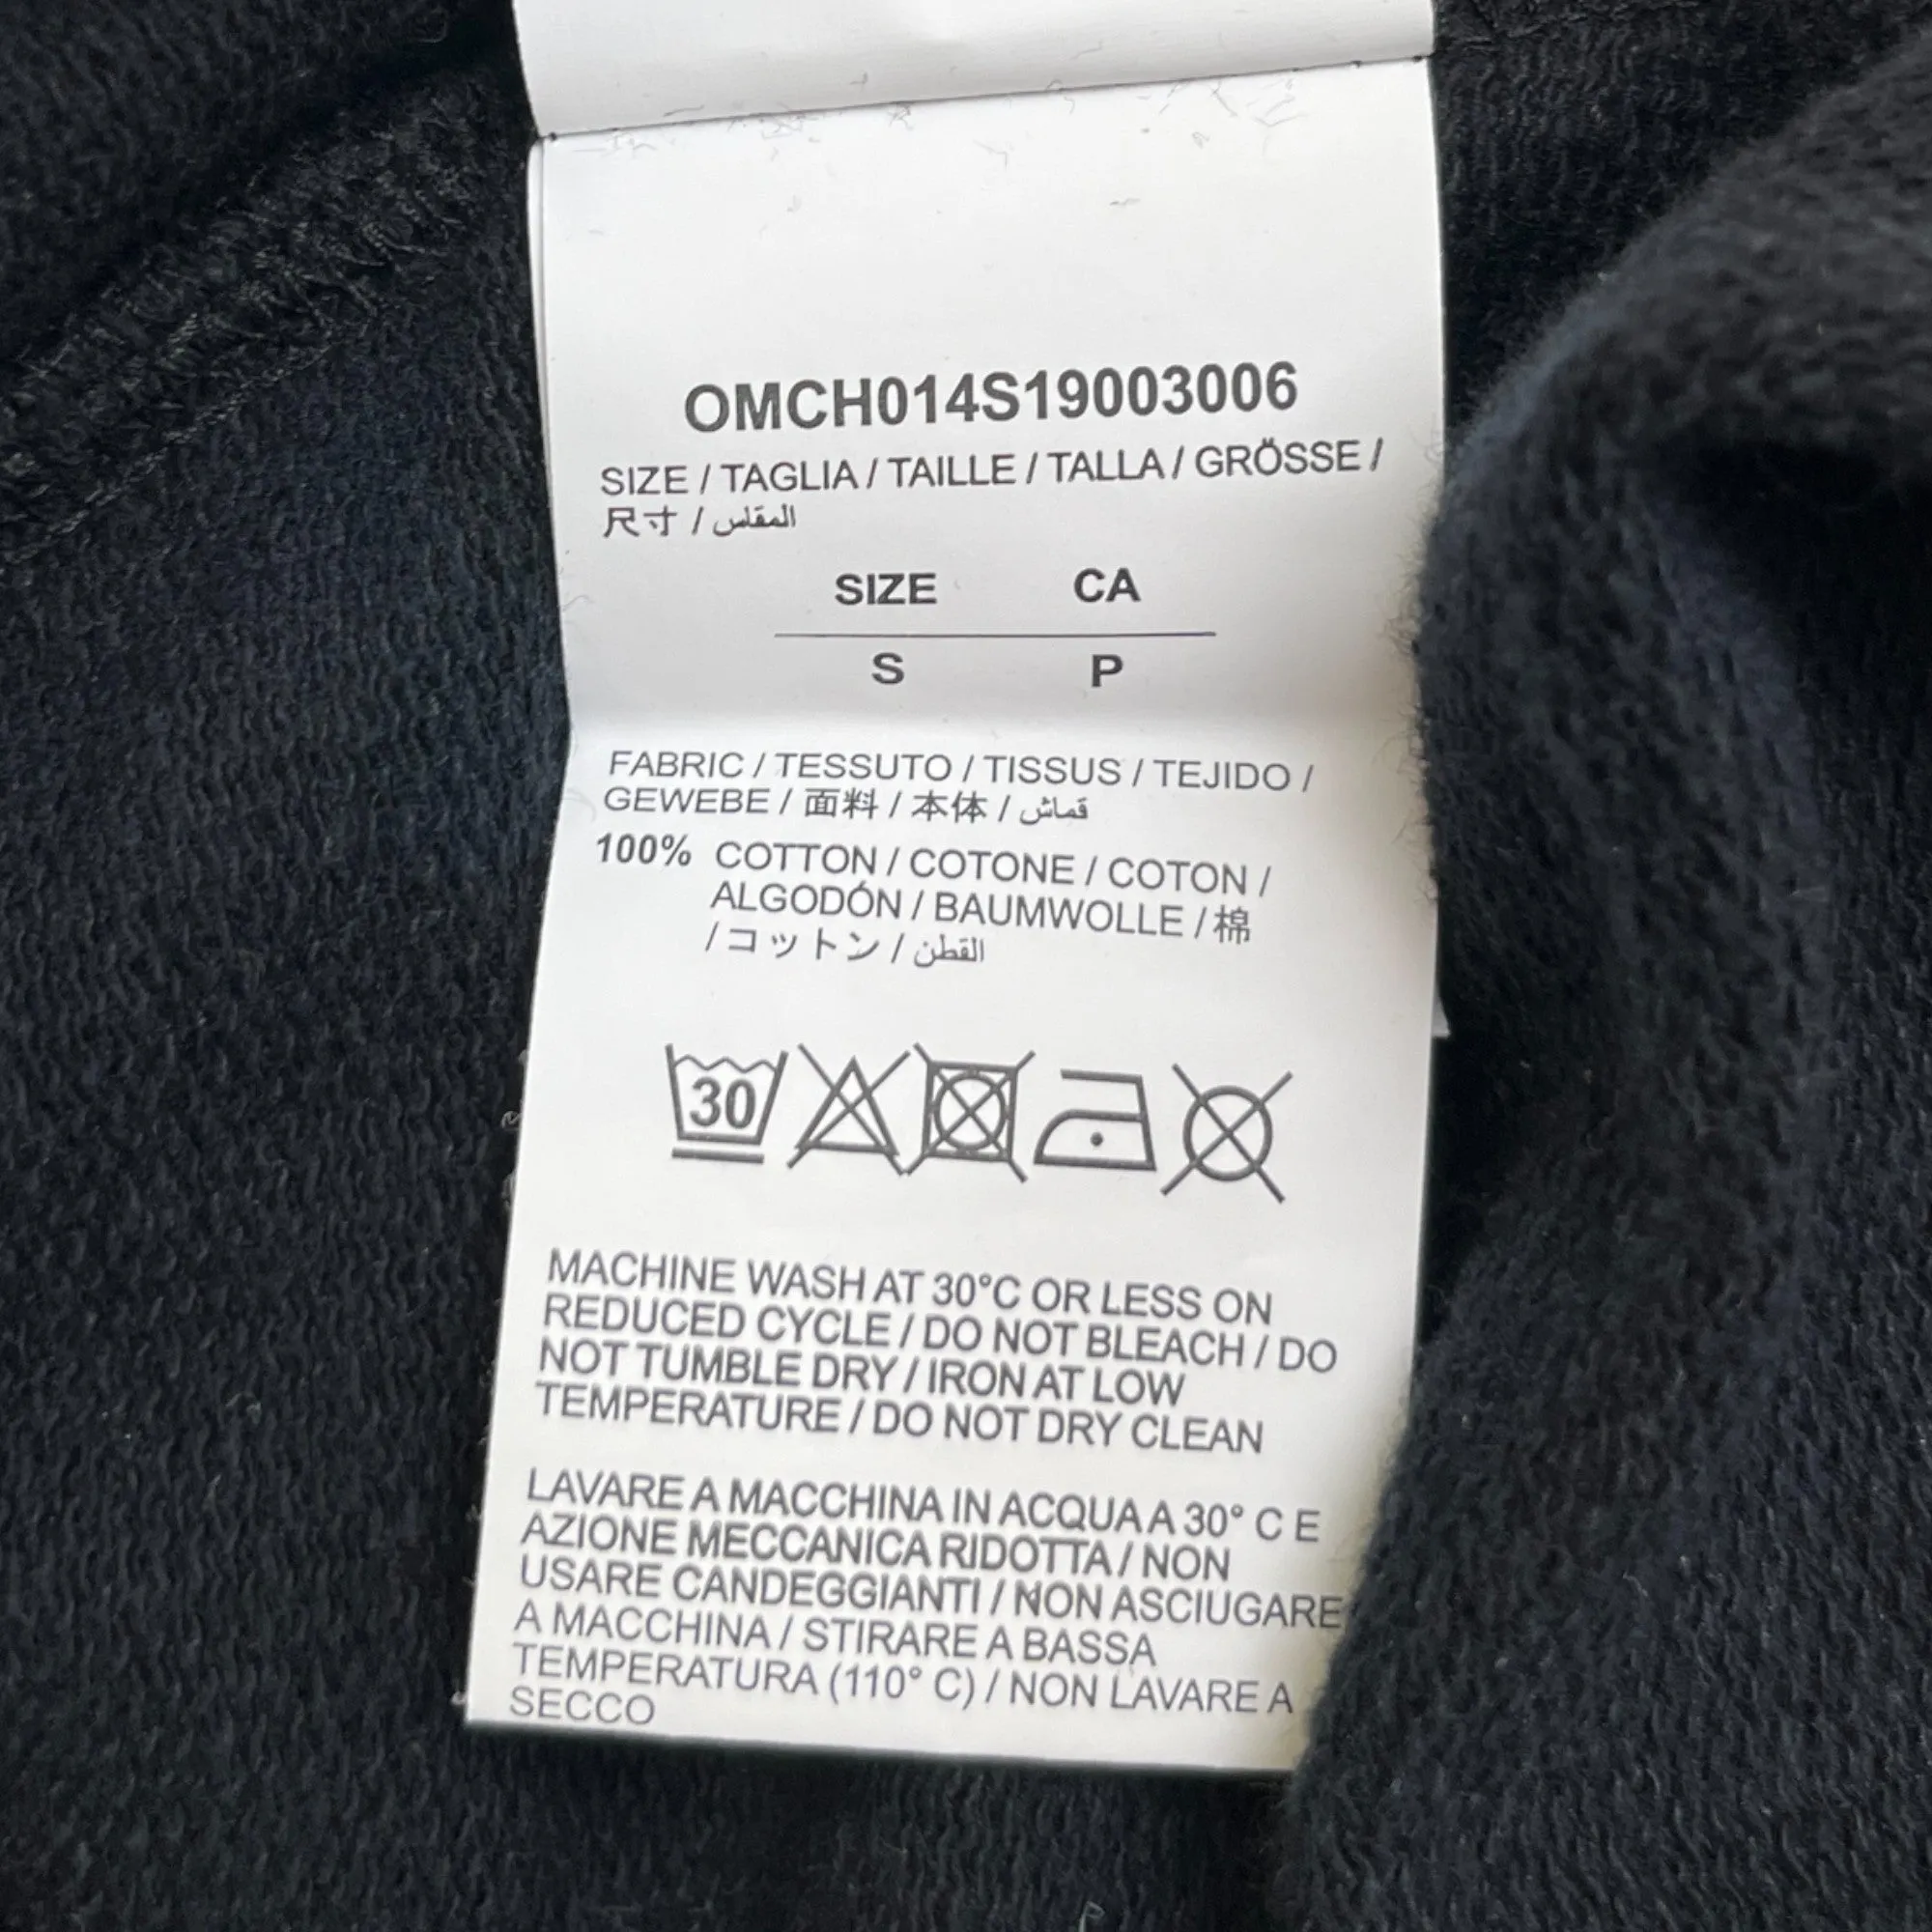 OMCH014S19003006
SIZE / TAGLIA / TAILLE / TALLA / GRÖSSE /
尺寸 / المقاس
SIZE CA
S P
FABRIC / TESSUTO / TISSUS / TEJIDO /
GEWEBE / 面料 / 本体 / قماش
100% COTTON / COTONE / COTON /
ALGODÓN / BAUMWOLLE / 棉
/ コットン / القطن
30
MACHINE WASH AT 30°C OR LESS ON
REDUCED CYCLE / DO NOT BLEACH / DO
NOT TUMBLE DRY / IRON AT LOW
TEMPERATURE / DO NOT DRY CLEAN
LAVARE A MACCHINA IN ACQUA A 30° C E
AZIONE MECCANICA RIDOTTA / NON
USARE CANDEGGIANTI / NON ASCIUGARE
A MACCHINA / STIRARE A BASSA
TEMPERATURA (110° C) / NON LAVARE A
SECCO